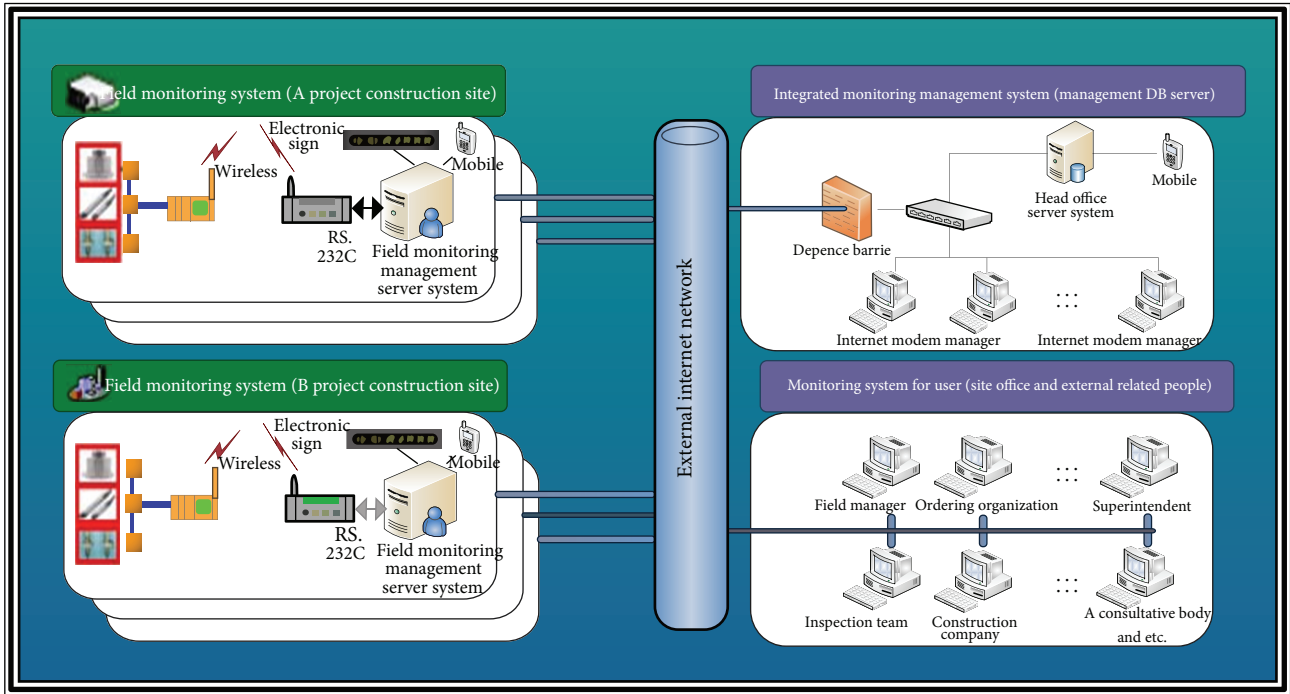 Field monitoring system (A project construction site)
Electronic
sign
Wireless
Mobile
RS.
232C
Field monitoring
management
server system
Field monitoring system (B project construction site)
Electronic
sign
Wireless
Mobile
RS.
232C
Field monitoring
management
server system
External internet network
Integrated monitoring management system (management DB server)
Head office
server system
Mobile
Depence barrie
Internet modem manager
Internet modem manager
Monitoring system for user (site office and external related people)
Field manager
Ordering organization
Superintendent
Inspection team
Construction
company
A consultative body
and etc.